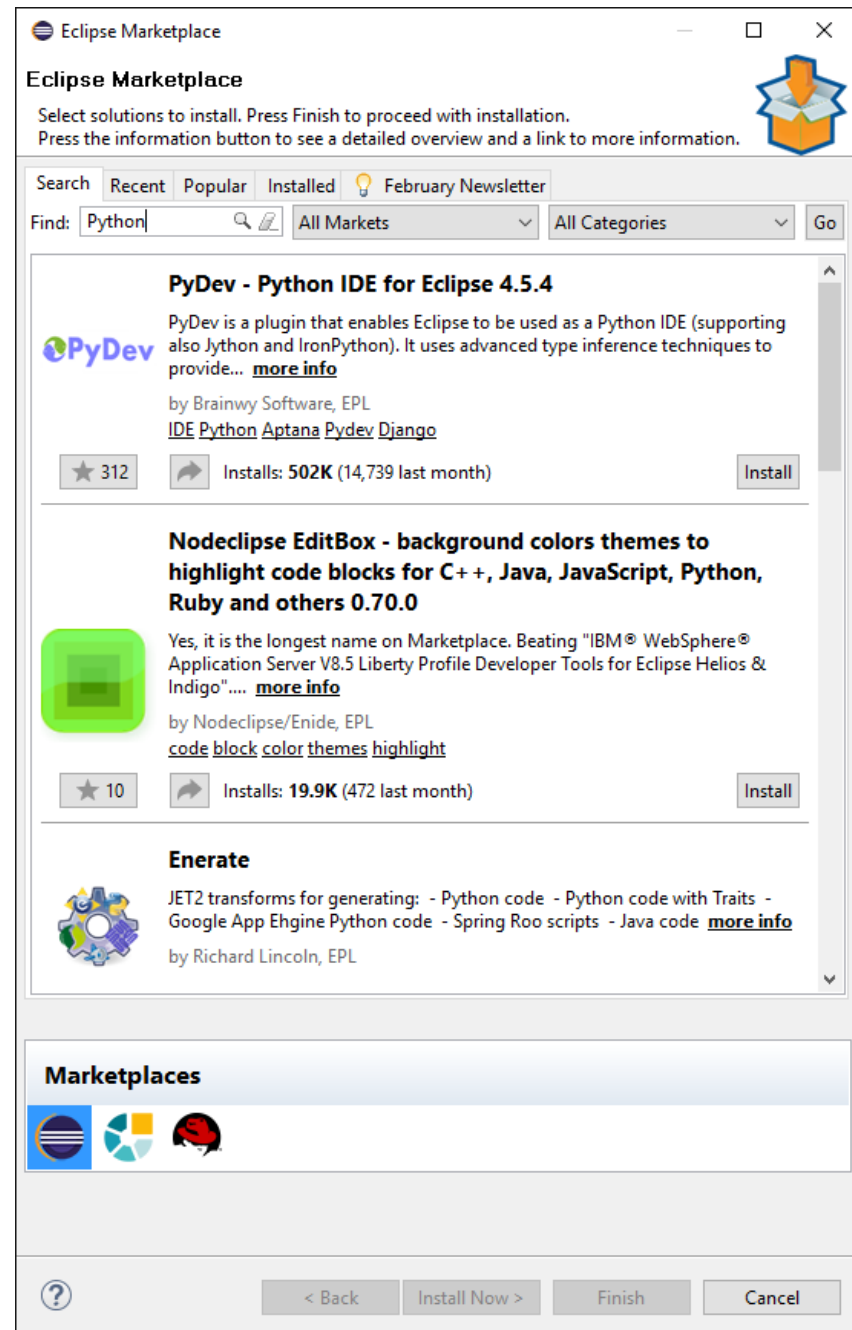 Eclipse Marketplace
Eclipse Marketplace
Select solutions to install. Press Finish to proceed with installation.
Press the information button to see a detailed overview and a link to more information.
Search Recent Popular Installed February Newsletter
Find: Python All Markets All Categories Go
PyDev - Python IDE for Eclipse 4.5.4
PyDev is a plugin that enables Eclipse to be used as a Python IDE (supporting
PyDev also Jython and IronPython). It uses advanced type inference techniques to
provide... more info
by Brainwy Software, EPL
IDE Python Aptana Pydev Django
312 Installs: 502K (14,739 last month) Install
Nodeclipse EditBox - background colors themes to
highlight code blocks for C++, Java, JavaScript, Python,
Ruby and others 0.70.0
Yes, it is the longest name on Marketplace. Beating "IBM® WebSphere®
Application Server V8.5 Liberty Profile Developer Tools for Eclipse Helios &
Indigo".... more info
by Nodeclipse/Enide, EPL
code block color themes highlight
10 Installs: 19.9K (472 last month) Install
Enerate
JET2 transforms for generating: - Python code - Python code with Traits -
Google App Ehgine Python code - Spring Roo scripts - Java code more info
by Richard Lincoln, EPL
Marketplaces
? < Back Install Now > Finish Cancel